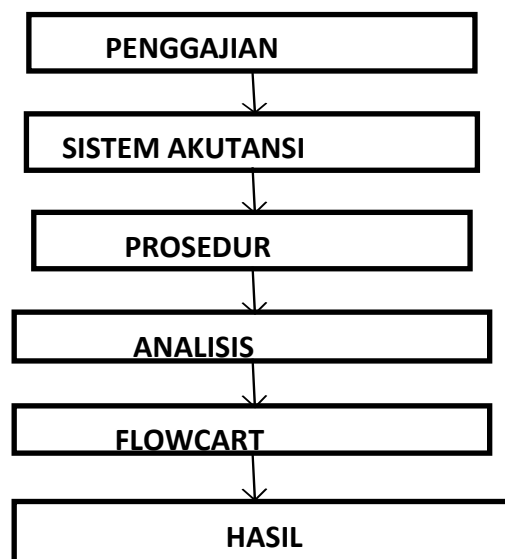 PENGGAJIAN
SISTEM AKUTANSI
PROSEDUR
ANALISIS
FLOWCART
HASIL